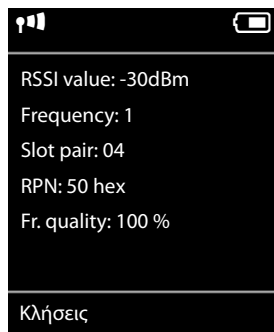 RSSI value: -30dBm
Frequency: 1
Slot pair: 04
RPN: 50 hex
Fr. quality: 100 %
Κλήσεις